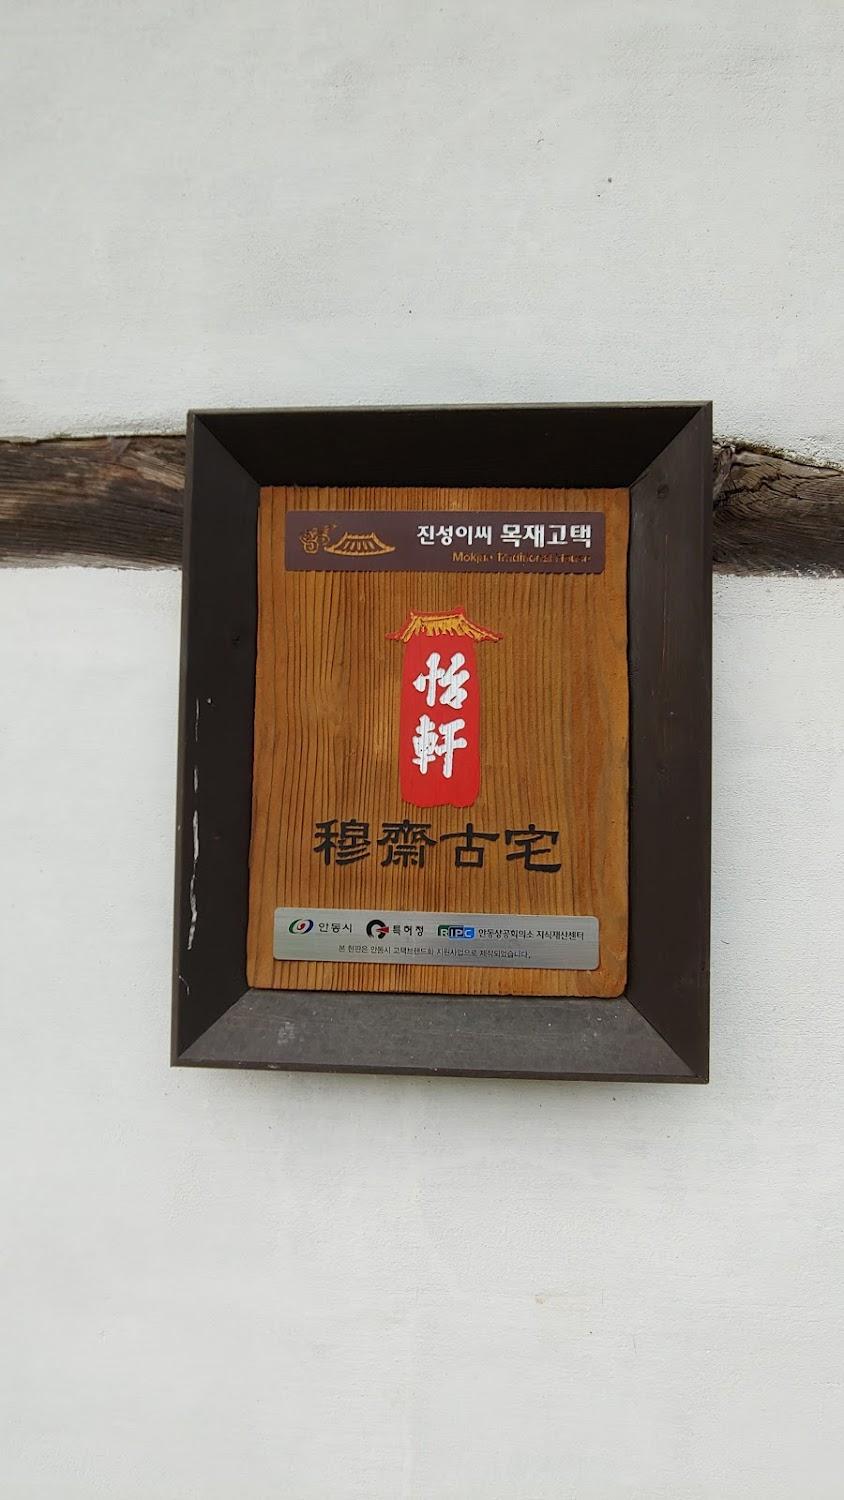 진성이씨 목재고택
Mokjae Traditional House
怡
軒
穆齋古宅
안동시 특허청 RIPC 안동상공회의소 지식재산센터
본 현판은 안동시 고택브랜드화 지원사업으로 제작되었습니다.